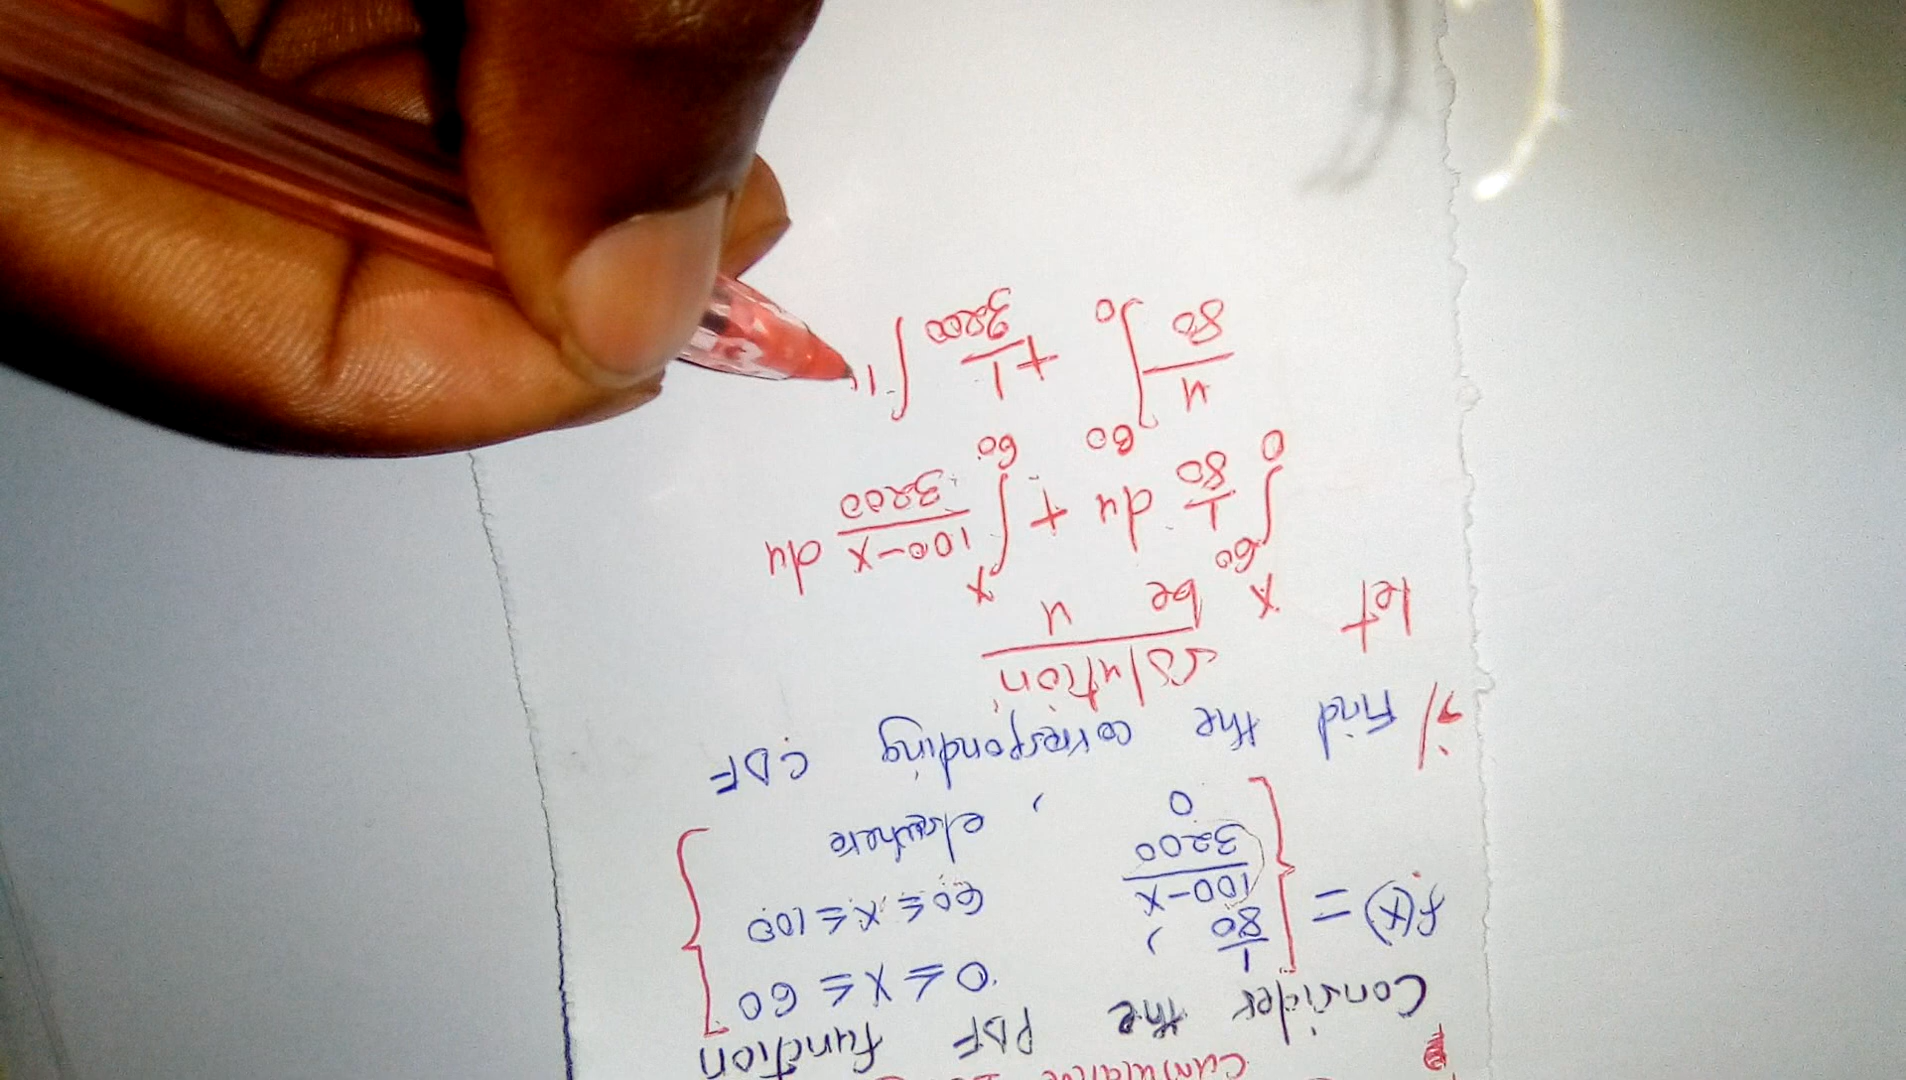 Cumulative
Consider the PDF function
f(x) = { 1/80 , 0 ≤ x ≤ 60
100-x/3200 60 ≤ x ≤ 100
0 , elsewhere }
i/ Find the corresponding CDF
Solution
Let x be u
∫₀⁶⁰ 1/80 du + ∫₆₀ˣ 100-x/3200 du
u/80 ]₀⁶⁰ + 1/3200 ∫